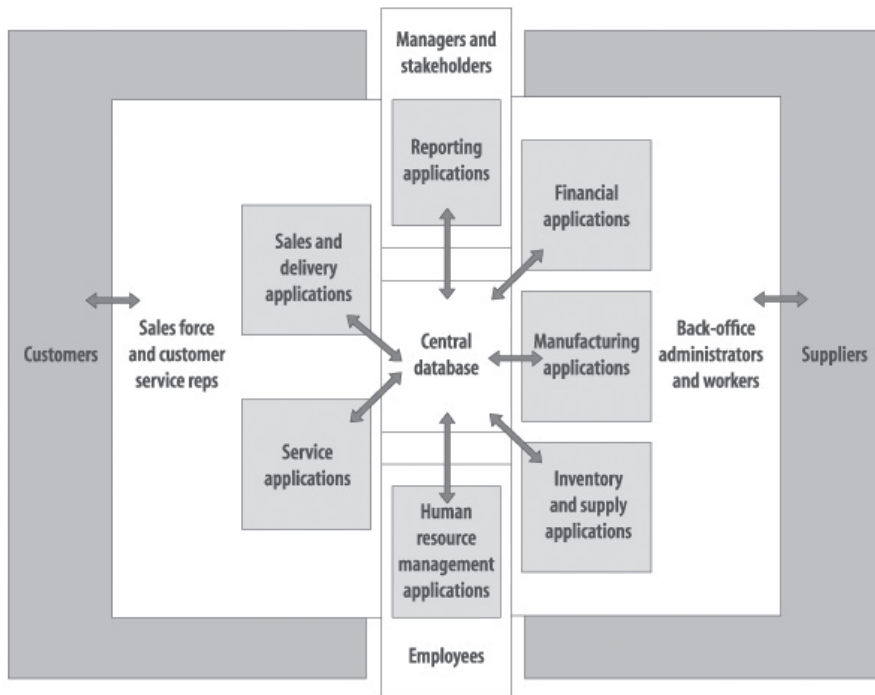 Managers and
stakeholders
Reporting
applications
Financial
applications
Sales and
delivery
applications
Customers
Sales force
and customer
service reps
Central
database
Manufacturing
applications
Back-office
administrators
and workers
Suppliers
Service
applications
Inventory
and supply
applications
Human
resource
management
applications
Employees